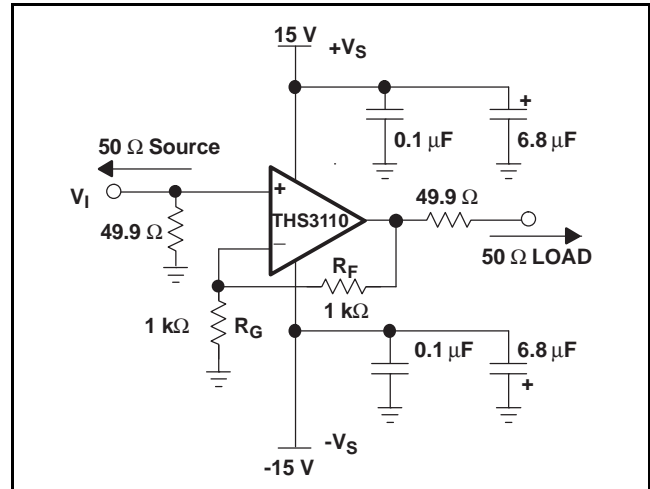 15 V
+VS
+
0.1 μF
6.8 μF
50 Ω Source
VI
+
49.9 Ω
THS3110
49.9 Ω
−
50 Ω LOAD
RF
1 kΩ
1 kΩ
RG
0.1 μF
6.8 μF
+
-VS
-15 V